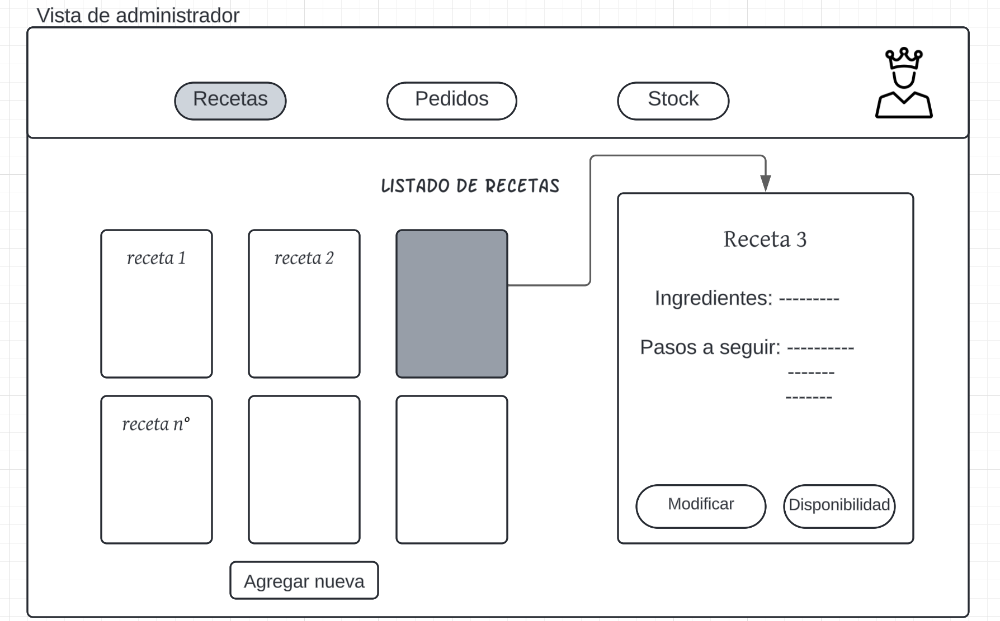 Vista de administrador
Recetas
Pedidos
Stock
LISTADO DE RECETAS
receta 1
receta 2
receta n°
Agregar nueva
Receta 3
Ingredientes: ---------
Pasos a seguir: ----------
-------
-------
Modificar
Disponibilidad